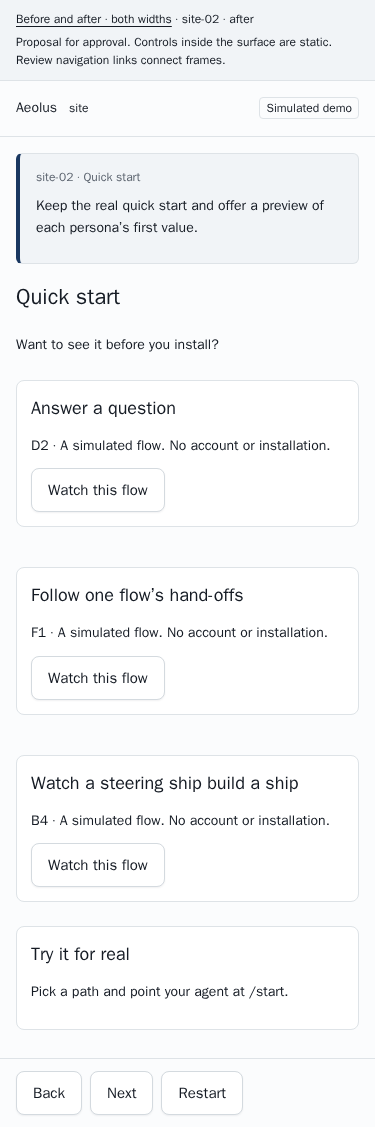 Before and after · both widths · site-02 · after
Proposal for approval. Controls inside the surface are static.
Review navigation links connect frames.
Aeolus site
Simulated demo
site-02 · Quick start
Keep the real quick start and offer a preview of
each persona's first value.
Quick start
Want to see it before you install?
Answer a question
D2 · A simulated flow. No account or installation.
Watch this flow
Follow one flow's hand-offs
F1 · A simulated flow. No account or installation.
Watch this flow
Watch a steering ship build a ship
B4 · A simulated flow. No account or installation.
Watch this flow
Try it for real
Pick a path and point your agent at /start.
Back Next Restart